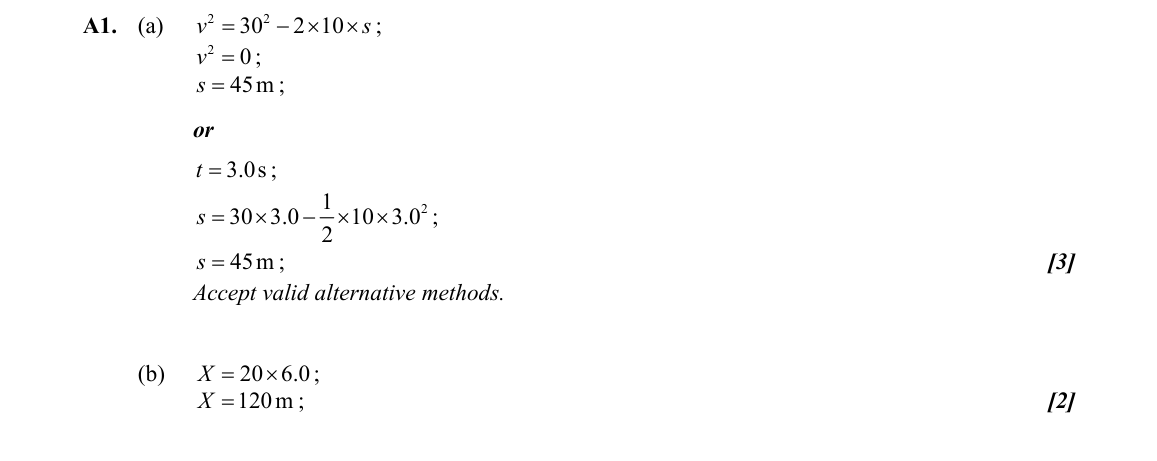 A1. (a) v² = 30² − 2×10×s ;
v² = 0 ;
s = 45 m ;
or
t = 3.0 s ;
s = 30×3.0 − 1/2 ×10×3.0² ;
s = 45 m ; [3]
Accept valid alternative methods.
(b) X = 20×6.0 ;
X = 120 m ; [2]